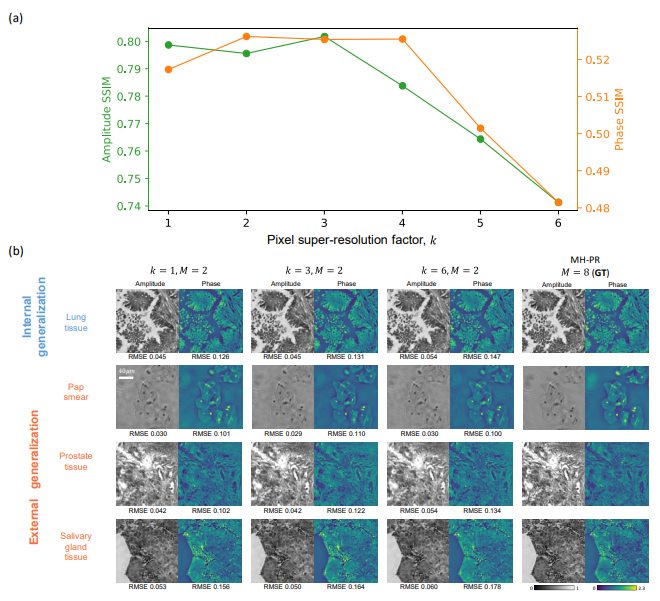 (a)
0.80
0.79
0.78
0.77
0.76
0.75
0.74
Amplitude SSIM
0.52
0.51
0.50
0.49
0.48
Phase SSIM
1 2 3 4 5 6
Pixel super-resolution factor, k
(b)
k = 1, M = 2
k = 3, M = 2
k = 6, M = 2
MH-PR
M = 8 (GT)
Amplitude Phase Amplitude Phase Amplitude Phase Amplitude Phase
Internal
generalization
Lung
tissue
RMSE 0.045 RMSE 0.126 RMSE 0.045 RMSE 0.131 RMSE 0.054 RMSE 0.147
External generalization
Pap
smear
40μm
RMSE 0.030 RMSE 0.101 RMSE 0.029 RMSE 0.110 RMSE 0.030 RMSE 0.100
Prostate
tissue
RMSE 0.042 RMSE 0.102 RMSE 0.042 RMSE 0.122 RMSE 0.054 RMSE 0.134
Salivary
gland
tissue
RMSE 0.053 RMSE 0.156 RMSE 0.050 RMSE 0.164 RMSE 0.060 RMSE 0.178
0 1 0 2.3